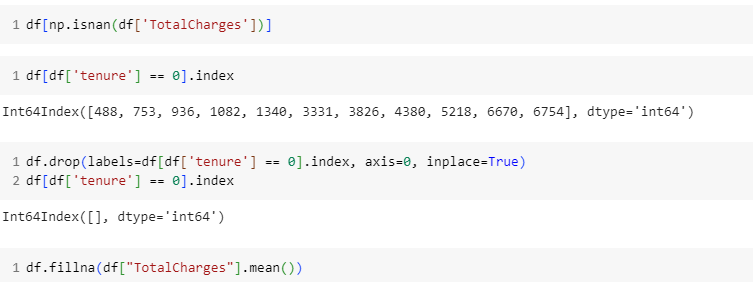 1 df[np.isnan(df['TotalCharges'])]
1 df[df['tenure'] == 0].index
Int64Index([488, 753, 936, 1082, 1340, 3331, 3826, 4380, 5218, 6670, 6754], dtype='int64')
1 df.drop(labels=df[df['tenure'] == 0].index, axis=0, inplace=True)
2 df[df['tenure'] == 0].index
Int64Index([], dtype='int64')
1 df.fillna(df["TotalCharges"].mean())